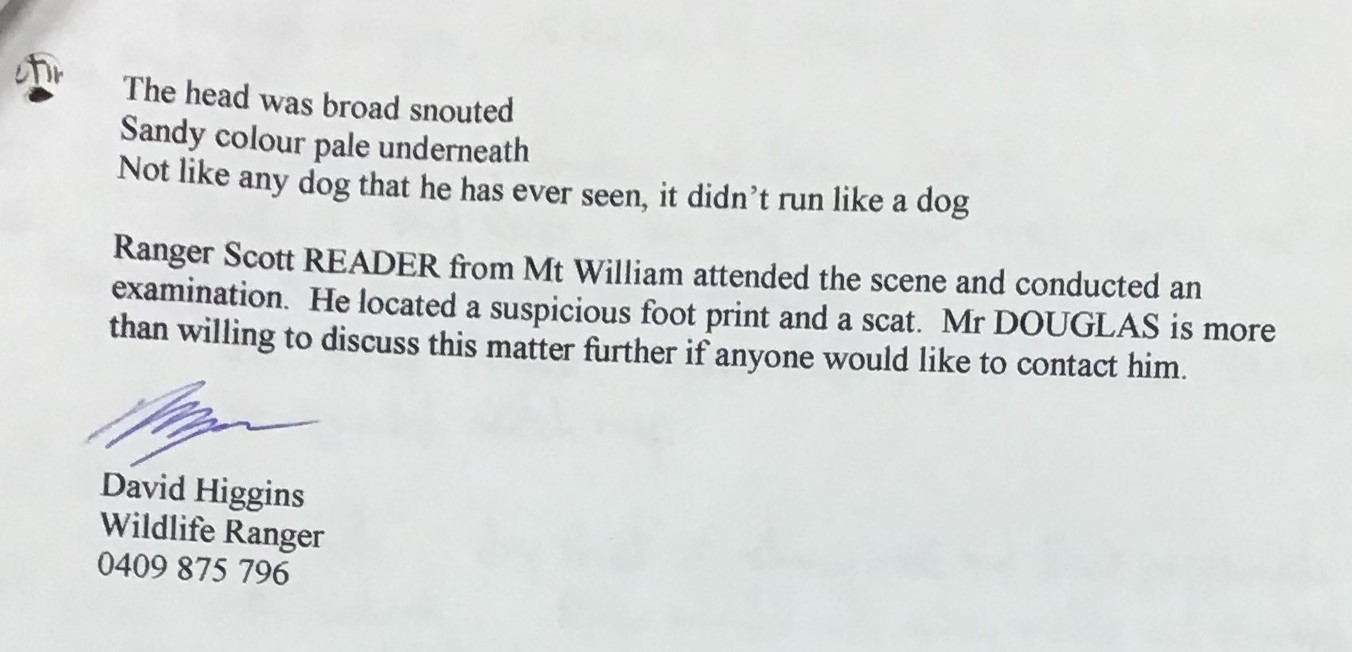 The head was broad snouted
Sandy colour pale underneath
Not like any dog that he has ever seen, it didn’t run like a dog
Ranger Scott READER from Mt William attended the scene and conducted an
examination.  He located a suspicious foot print and a scat.  Mr DOUGLAS is more
than willing to discuss this matter further if anyone would like to contact him.
David Higgins
Wildlife Ranger
0409 875 796